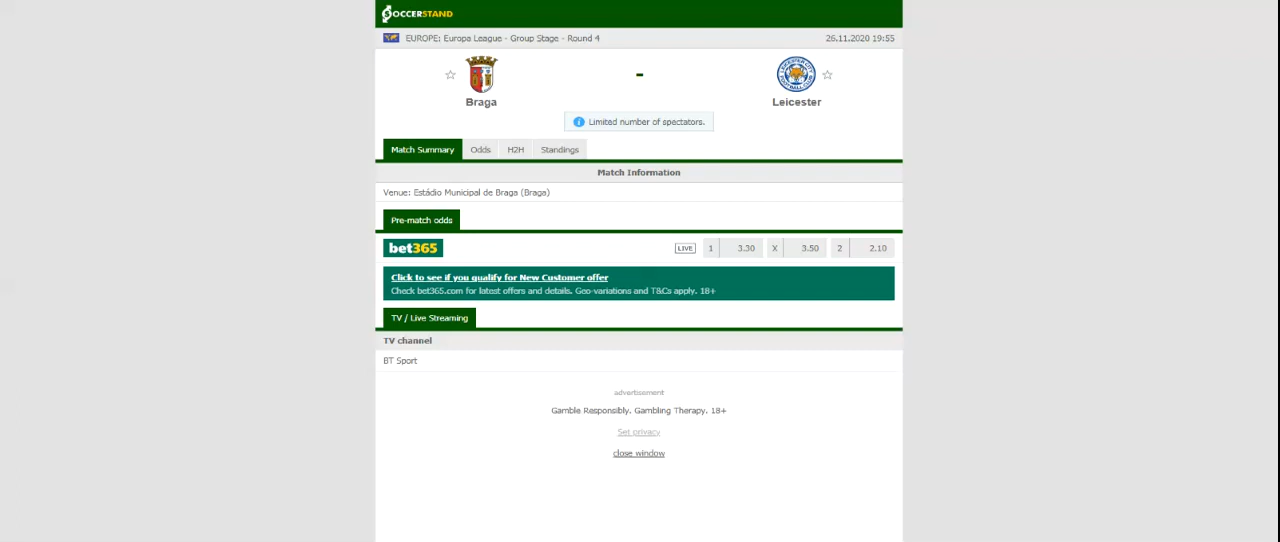 SOCCERSTAND
EUROPE: Europa League - Group Stage - Round 4 26.11.2020 19:55
-
Braga Leicester
Limited number of spectators.
Match Summary Odds H2H Standings
Match Information
Venue: Estádio Municipal de Braga (Braga)
Pre-match odds
bet365 LIVE 1 3.30 X 3.50 2 2.10
Click to see if you qualify for New Customer offer
Check bet365.com for latest offers and details. Geo-variations and T&Cs apply. 18+
TV / Live Streaming
TV channel
BT Sport
advertisement
Gamble Responsibly. Gambling Therapy. 18+
Set privacy
close window